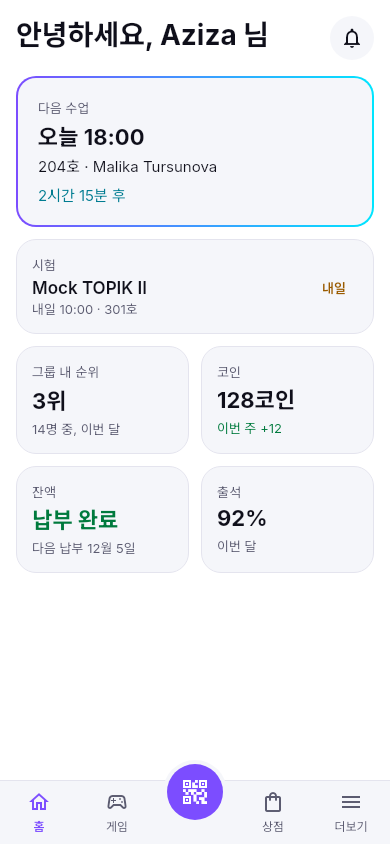 안녕하세요, Aziza 님
다음 수업
오늘 18:00
204호 · Malika Tursunova
2시간 15분 후
시험
Mock TOPIK II
내일 10:00 · 301호
내일
그룹 내 순위
3위
14명 중, 이번 달
코인
128코인
이번 주 +12
잔액
납부 완료
다음 납부 12월 5일
출석
92%
이번 달
홈
게임
상점
더보기